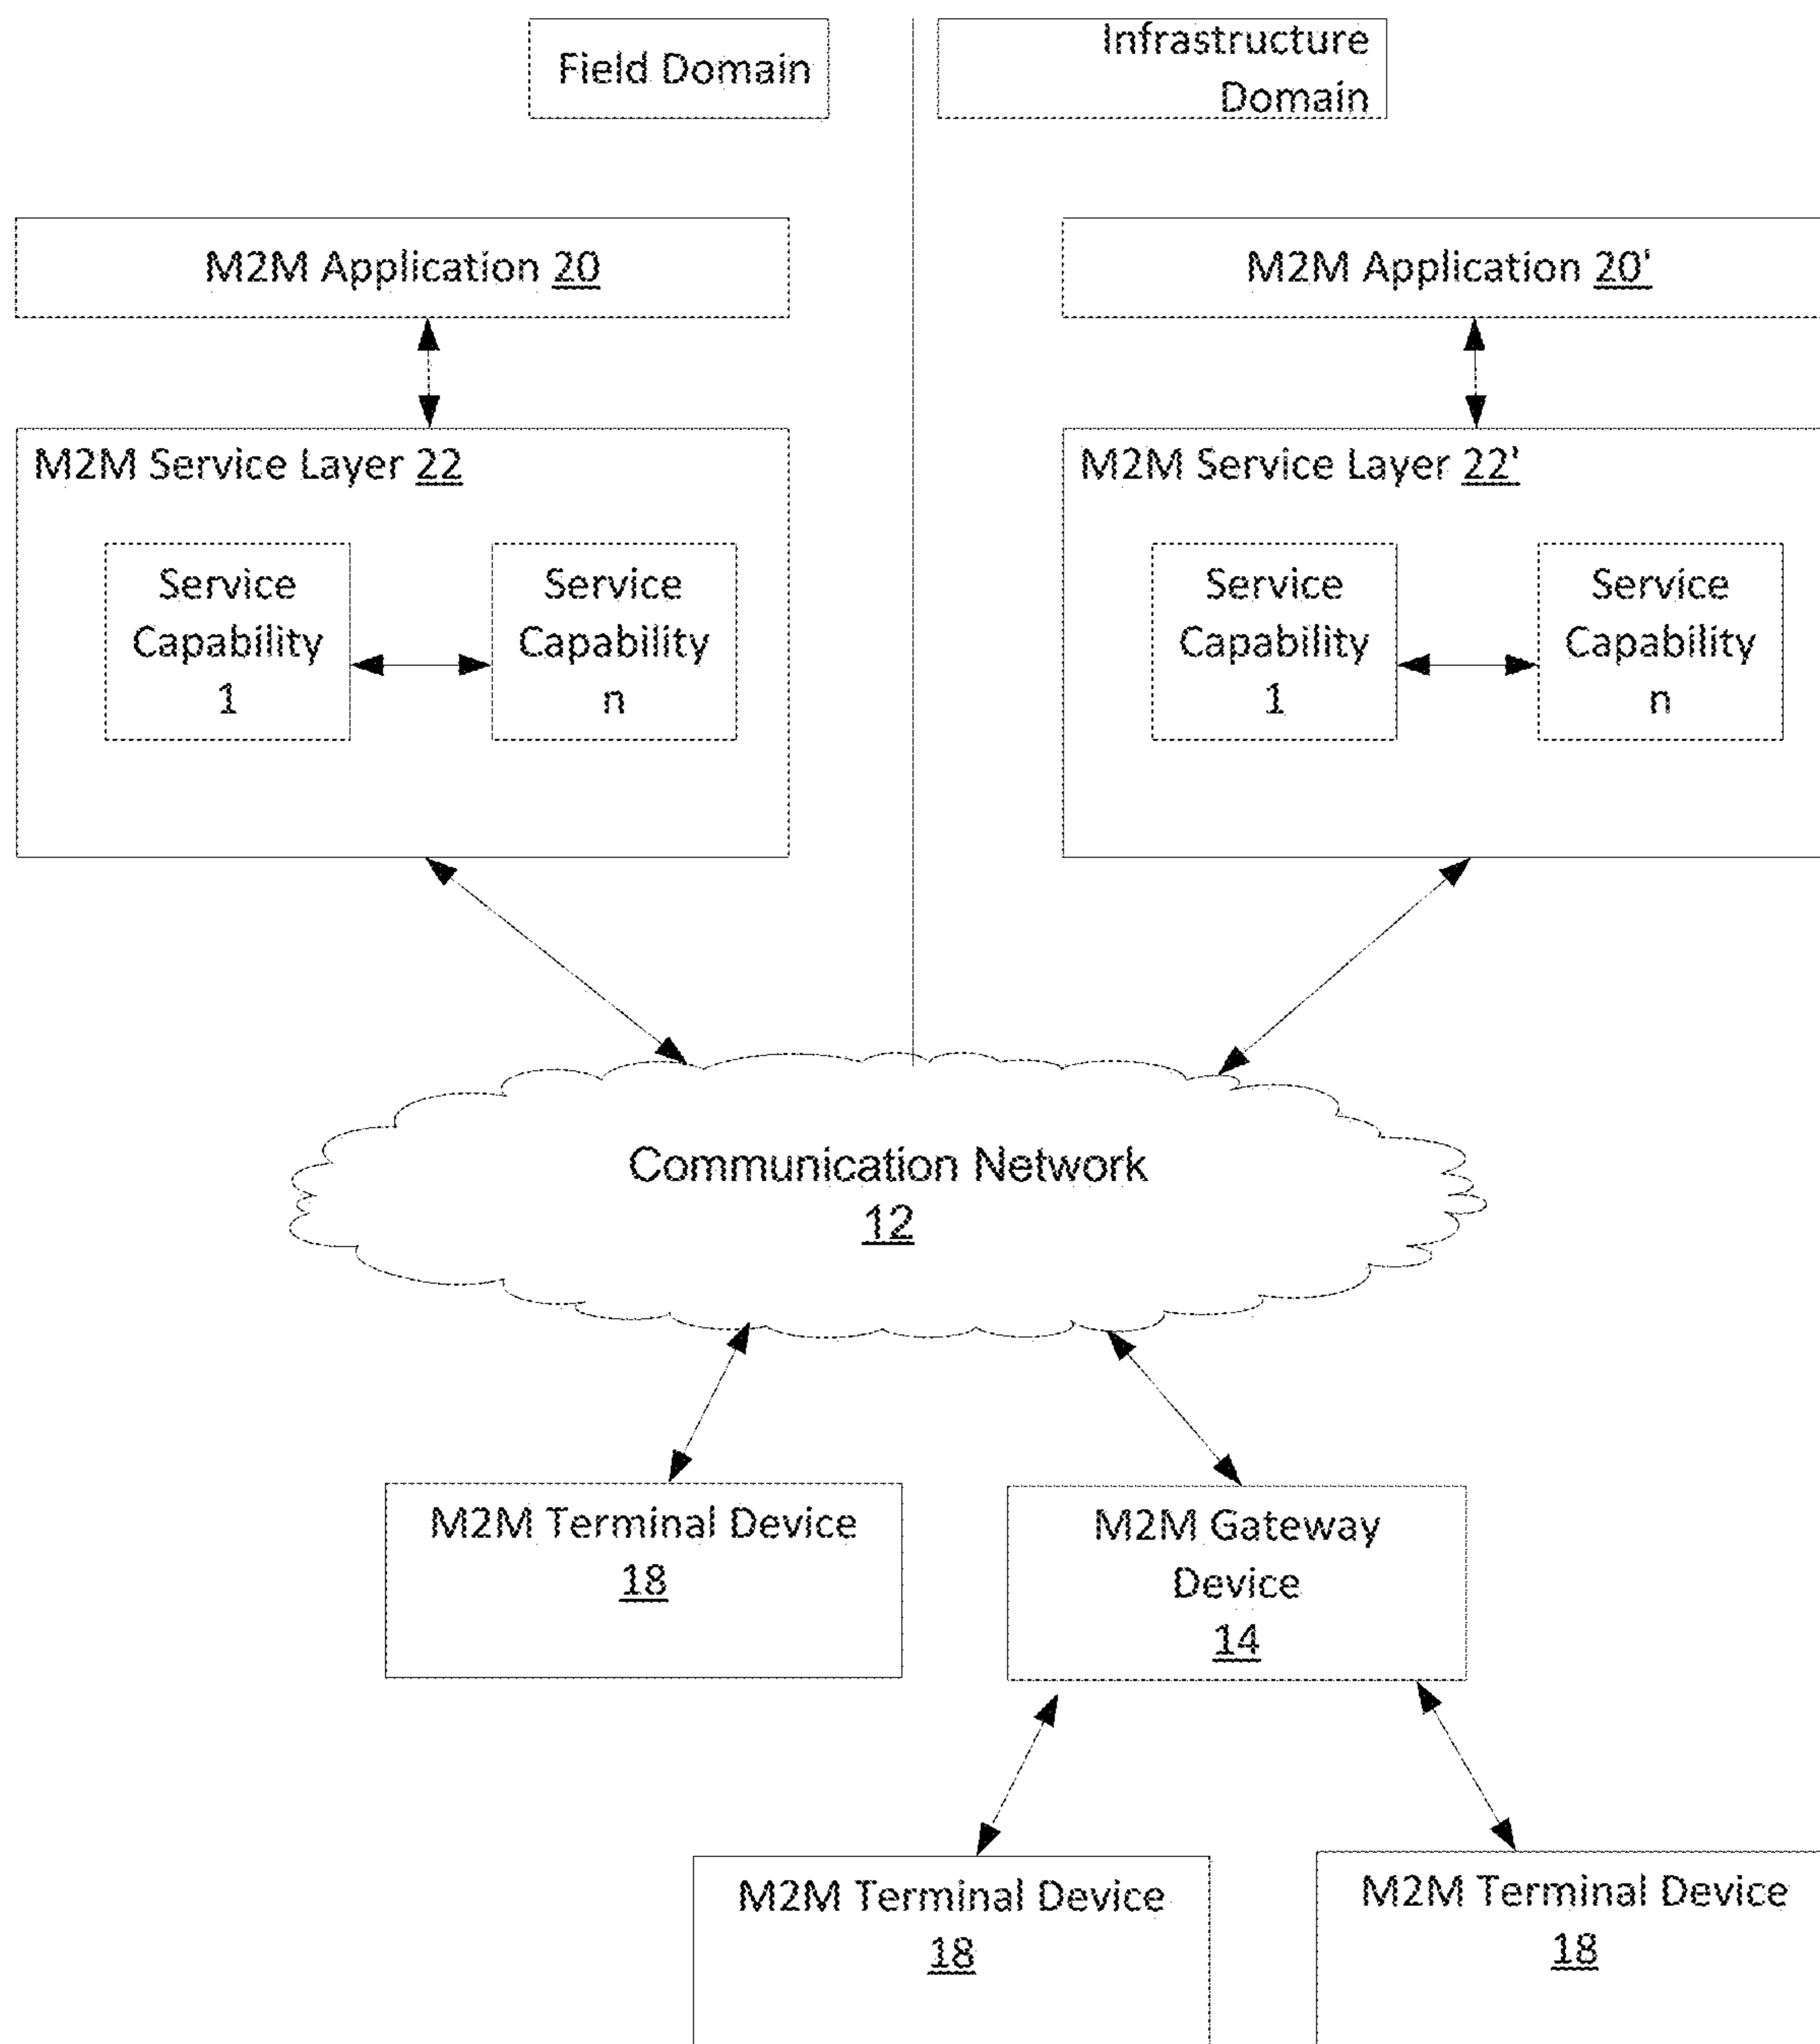 Field Domain
Infrastructure
Domain
M2M Application 20
M2M Application 20'
M2M Service Layer 22
Service
Capability
1
Service
Capability
n
M2M Service Layer 22'
Service
Capability
1
Service
Capability
n
Communication Network
12
M2M Terminal Device
18
M2M Gateway
Device
14
M2M Terminal Device
18
M2M Terminal Device
18